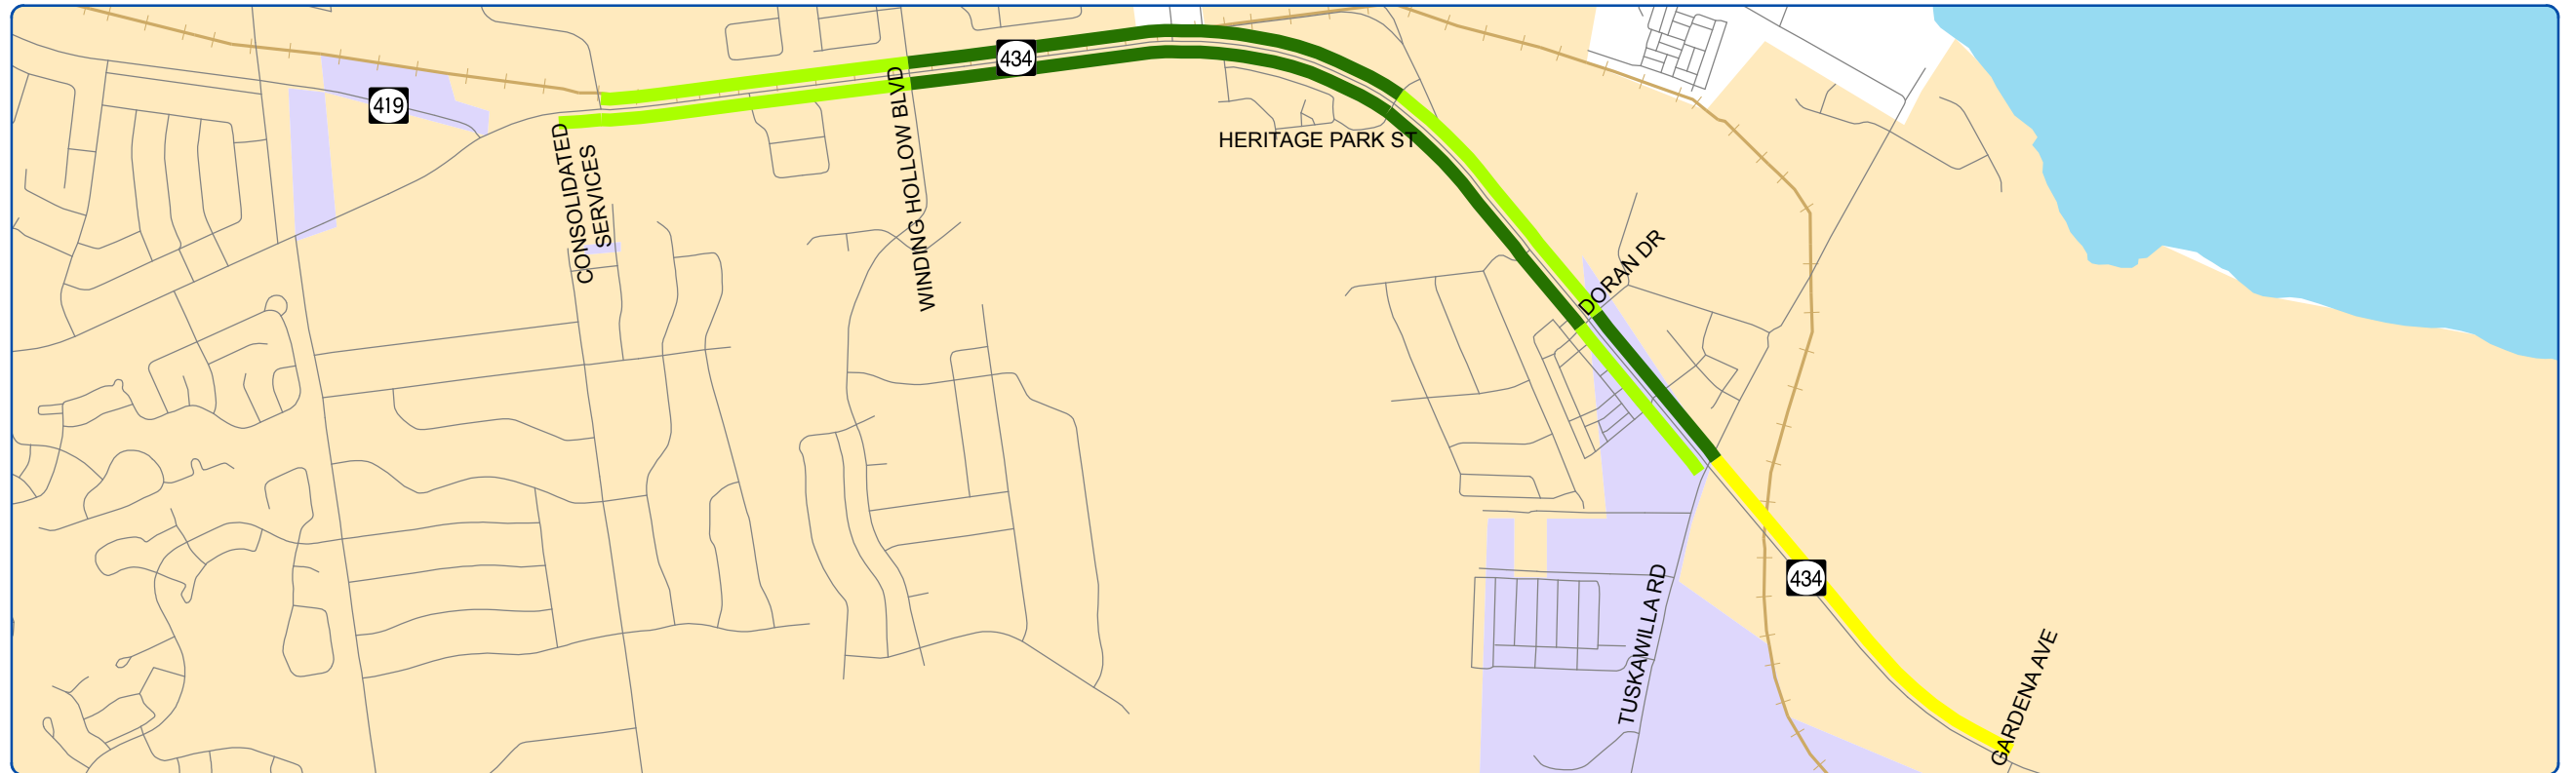 434
419
HERITAGE PARK ST
CONSOLIDATED
SERVICES
WINDING HOLLOW BLVD
DORAN DR
434
TUSKAWILLA RD
GARDENA AVE